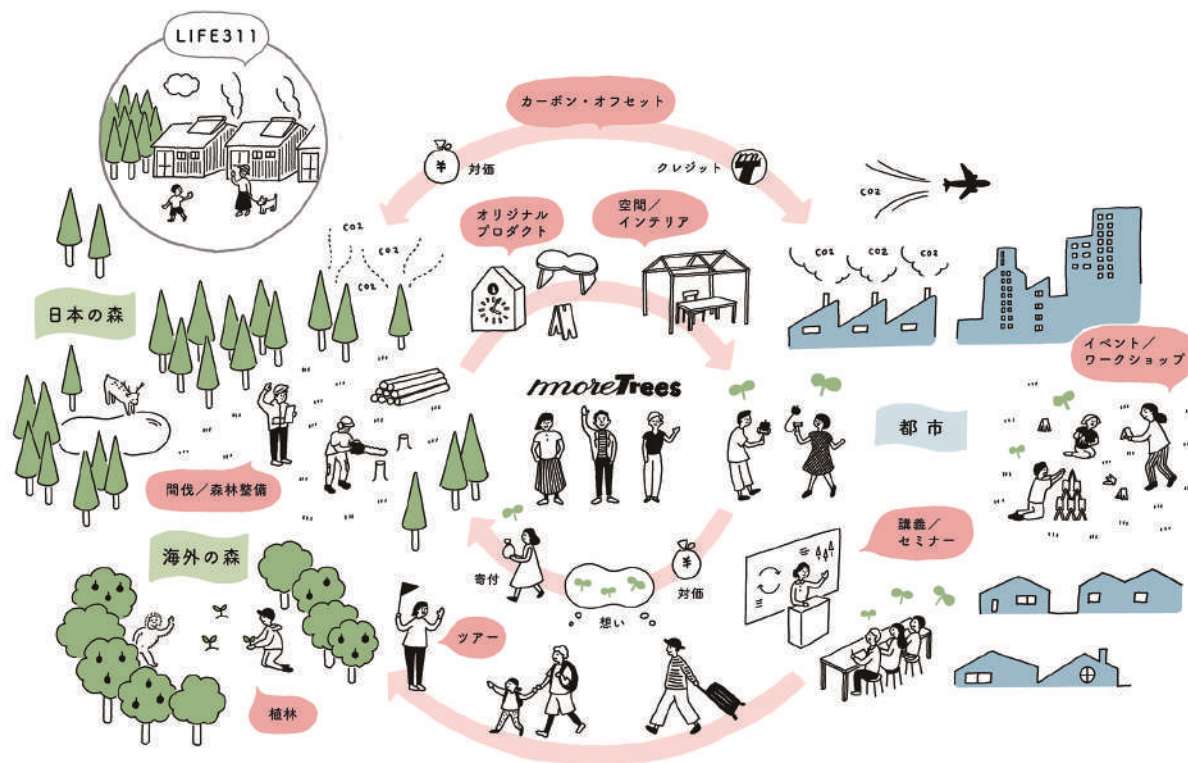 LIFE311
カーボン・オフセット
対価
クレジット
オリジナル
プロダクト
空間/
インテリア
CO2
CO2
CO2
CO2
CO2
CO2
CO2
日本の森
moreTrees
イベント/
ワークショップ
都市
間伐/森林整備
海外の森
講義/
セミナー
寄付
対価
想い
ツアー
植林
¥
¥